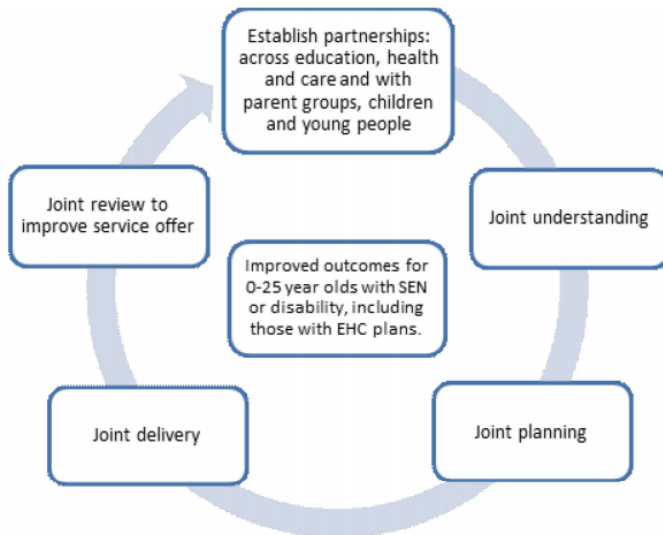 Establish partnerships:
across education, health
and care and with
parent groups, children
and young people
Joint understanding
Joint planning
Joint delivery
Joint review to
improve service offer
Improved outcomes for
0-25 year olds with SEN
or disability, including
those with EHC plans.